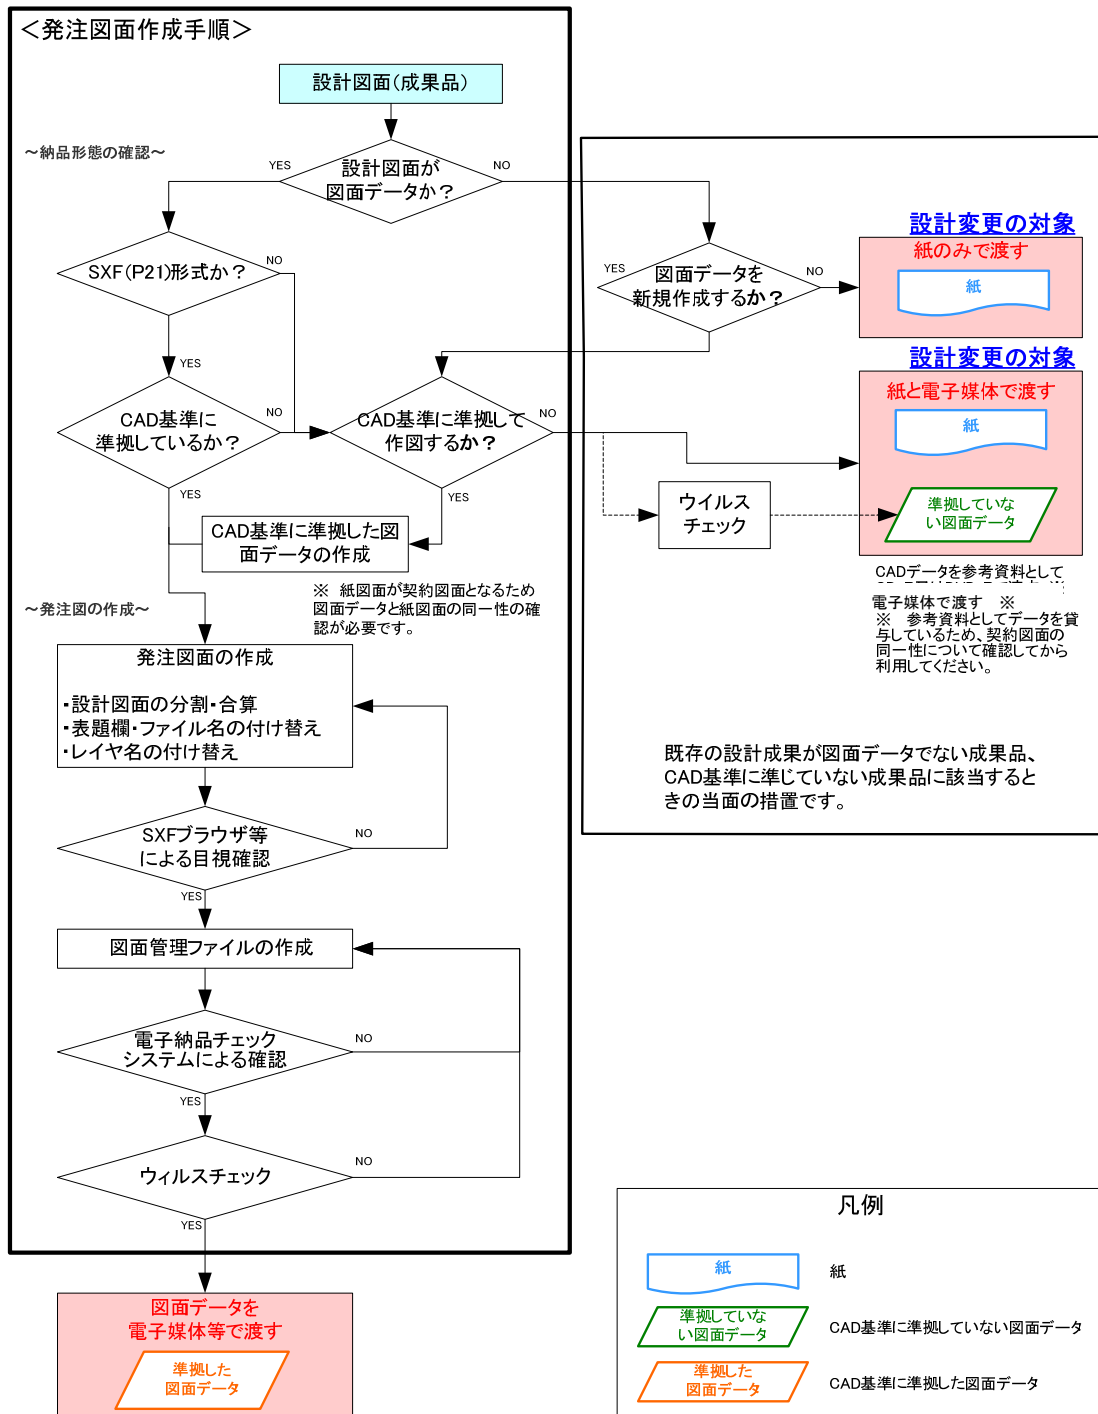 ＜発注図面作成手順＞
設計図面（成果品）
～納品形態の確認～
YES
設計図面が
図面データか？
NO
SXF（P21）形式か？
NO
YES
CAD基準に
準拠しているか？
NO
YES
CAD基準に準拠して
作図するか？
NO
YES
CAD基準に準拠した図
面データの作成
※　紙図面が契約図面となるため
図面データと紙図面の同一性の確
認が必要です。
～発注図の作成～
発注図面の作成
・設計図面の分割・合算
・表題欄・ファイル名の付け替え
・レイヤ名の付け替え
SXFブラウザ等
による目視確認
NO
YES
図面管理ファイルの作成
電子納品チェック
システムによる確認
NO
YES
ウィルスチェック
NO
YES
図面データを
電子媒体等で渡す
準拠した
図面データ
YES
図面データを
新規作成するか？
NO
設計変更の対象
紙のみで渡す
紙
設計変更の対象
紙と電子媒体で渡す
紙
準拠していな
い図面データ
ウイルス
チェック
CADデータを参考資料として
電子媒体で渡す　※
※　参考資料としてデータを貸
与しているため、契約図面の
同一性について確認してから
利用してください。
既存の設計成果が図面データでない成果品、
CAD基準に準じていない成果品に該当すると
きの当面の措置です。
凡例
紙
紙
準拠していな
い図面データ
CAD基準に準拠していない図面データ
準拠した
図面データ
CAD基準に準拠した図面データ